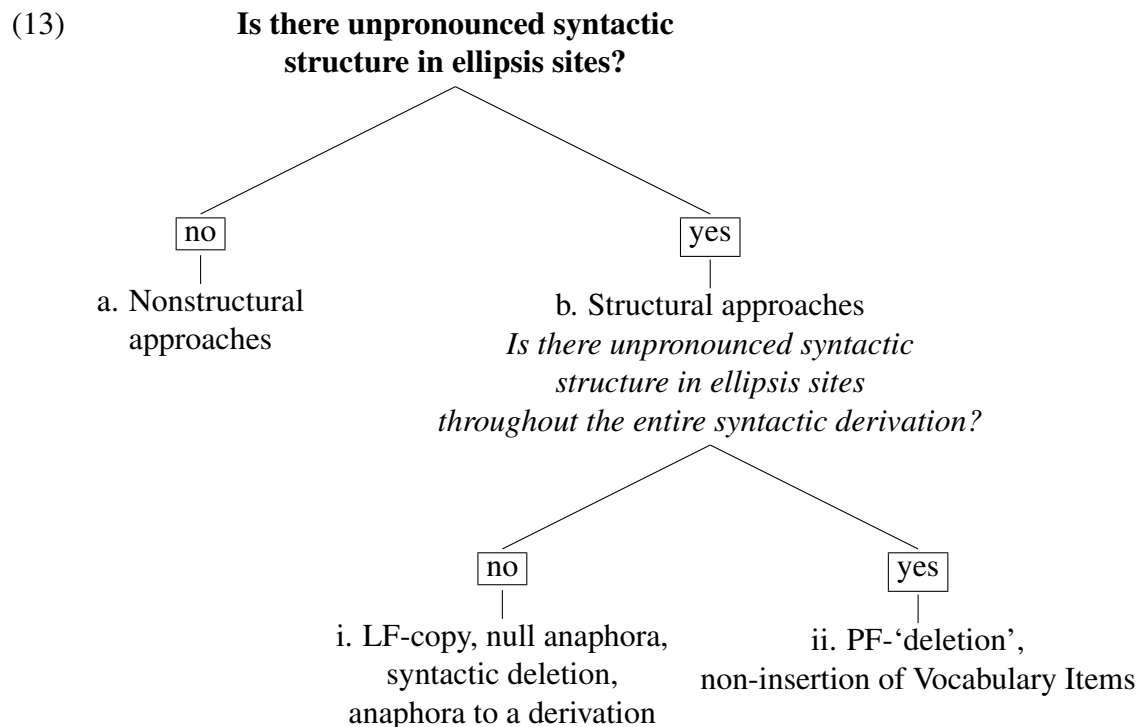 (13) Is there unpronounced syntactic
structure in ellipsis sites?
no
yes
a. Nonstructural
approaches
b. Structural approaches
Is there unpronounced syntactic
structure in ellipsis sites
throughout the entire syntactic derivation?
no
yes
i. LF-copy, null anaphora,
syntactic deletion,
anaphora to a derivation
ii. PF-‘deletion’,
non-insertion of Vocabulary Items